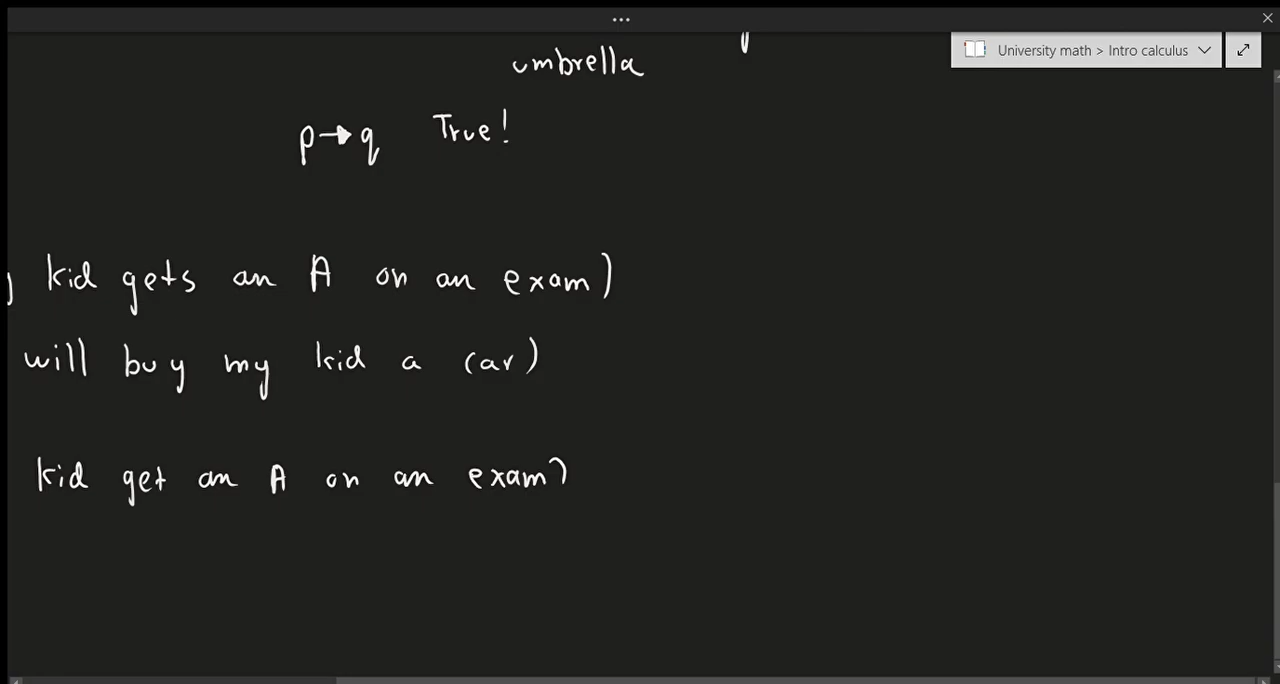 ...
University math > Intro calculus
umbrella
p→q True!
kid gets an A on an exam)
will buy my kid a car)
kid get an A on an exam)